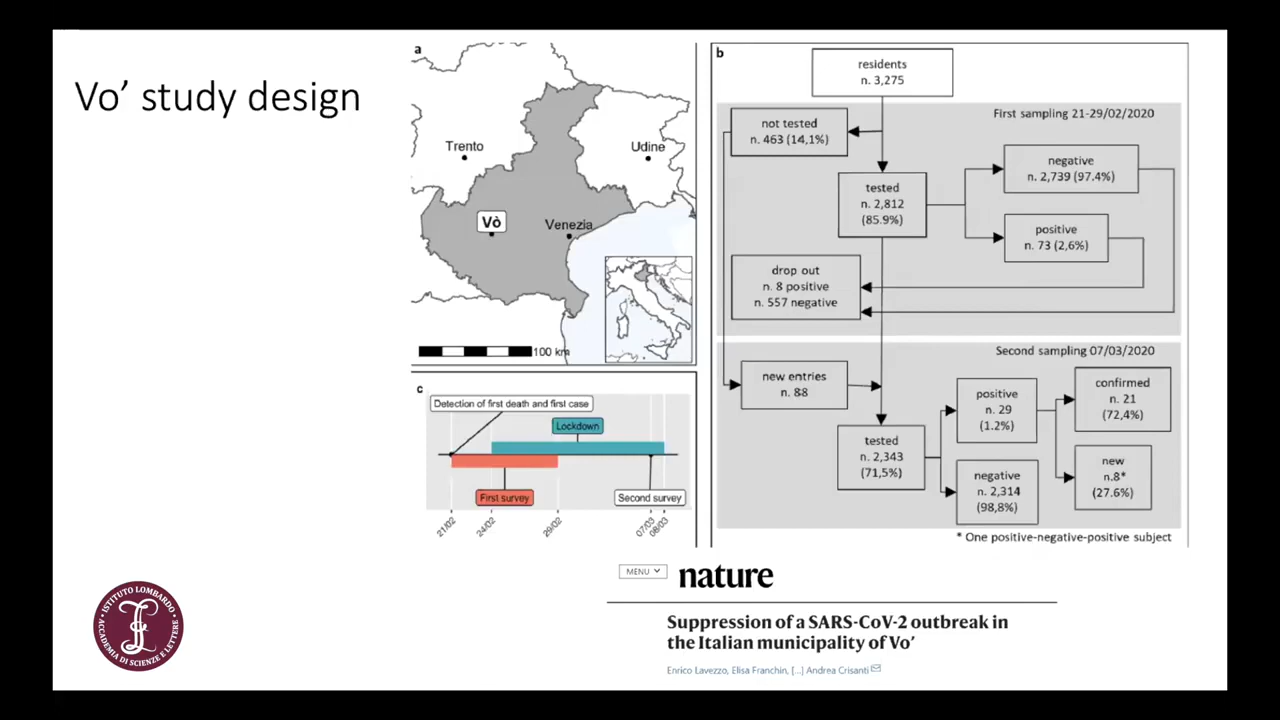 Vo’ study design
a
Trento
Udine
Vò
Venezia
100 km
b
residents
n. 3,275
First sampling 21-29/02/2020
not tested
n. 463 (14,1%)
negative
n. 2,739 (97.4%)
tested
n. 2,812
(85.9%)
positive
n. 73 (2,6%)
drop out
n. 8 positive
n. 557 negative
Second sampling 07/03/2020
new entries
n. 88
positive
n. 29
(1.2%)
confirmed
n. 21
(72,4%)
tested
n. 2,343
(71,5%)
negative
n. 2,314
(98,8%)
new
n.8*
(27.6%)
* One positive-negative-positive subject
c
Detection of first death and first case
Lockdown
First survey
Second survey
21/02
24/02
29/02
07/03
08/03
ISTITUTO LOMBARDO
ACCADEMIA DI SCIENZE E LETTERE
MENU
nature
Suppression of a SARS-CoV-2 outbreak in
the Italian municipality of Vo’
Enrico Lavezzo, Elisa Franchin, [...] Andrea Crisanti